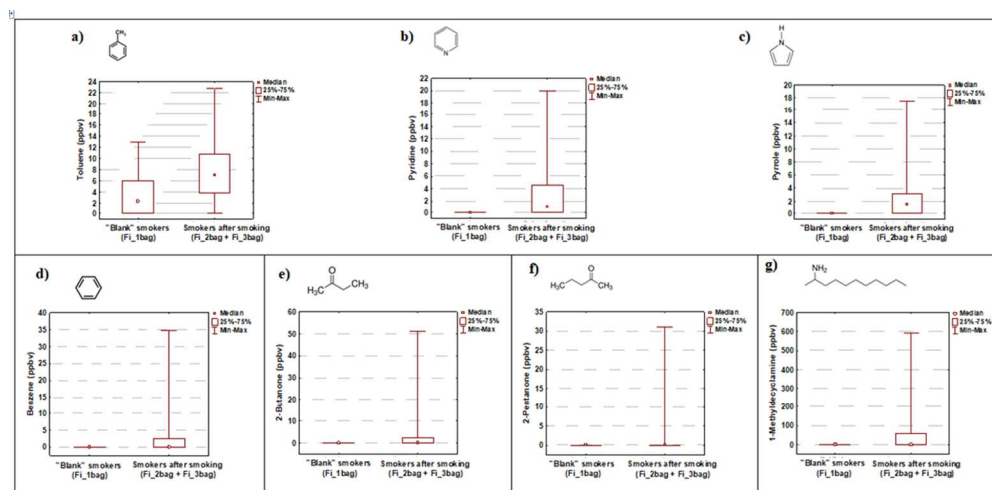 a)
CH₃
Median
25%-75%
Min-Max
Toluene (ppbv)
24
22
20
18
16
14
12
10
8
6
4
2
0
"Blank" smokers
(Fi_1bag)
Smokers after smoking
(Fi_2bag + Fi_3bag)
b)
N
Median
25%-75%
Min-Max
Pyridine (ppbv)
22
20
18
16
14
12
10
8
6
4
2
0
"Blank" smokers
(Fi_1bag)
Smokers after smoking
(Fi_2bag + Fi_3bag)
c)
H
N
Median
25%-75%
Min-Max
Pyrrole (ppbv)
20
18
16
14
12
10
8
6
4
2
0
"Blank" smokers
(Fi_1bag)
Smokers after smoking
(Fi_2bag + Fi_3bag)
d)
Median
25%-75%
Min-Max
Benzene (ppbv)
40
35
30
25
20
15
10
5
0
"Blank" smokers
(Fi_1bag)
Smokers after smoking
(Fi_2bag + Fi_3bag)
e)
O
H₃C
CH₃
Median
25%-75%
Min-Max
2-Butanone (ppbv)
60
50
40
30
20
10
0
"Blank" smokers
(Fi_1bag)
Smokers after smoking
(Fi_2bag + Fi_3bag)
f)
O
H₃C
CH₃
Median
25%-75%
Min-Max
2-Pentanone (ppbv)
35
30
25
20
15
10
5
0
"Blank" smokers
(Fi_1bag)
Smokers after smoking
(Fi_2bag + Fi_3bag)
g)
NH₂
Median
25%-75%
Min-Max
1-Methyldecyclamine (ppbv)
700
600
500
400
300
200
100
0
"Blank" smokers
Smokers after smoking
(Fi_2bag + Fi_3bag)